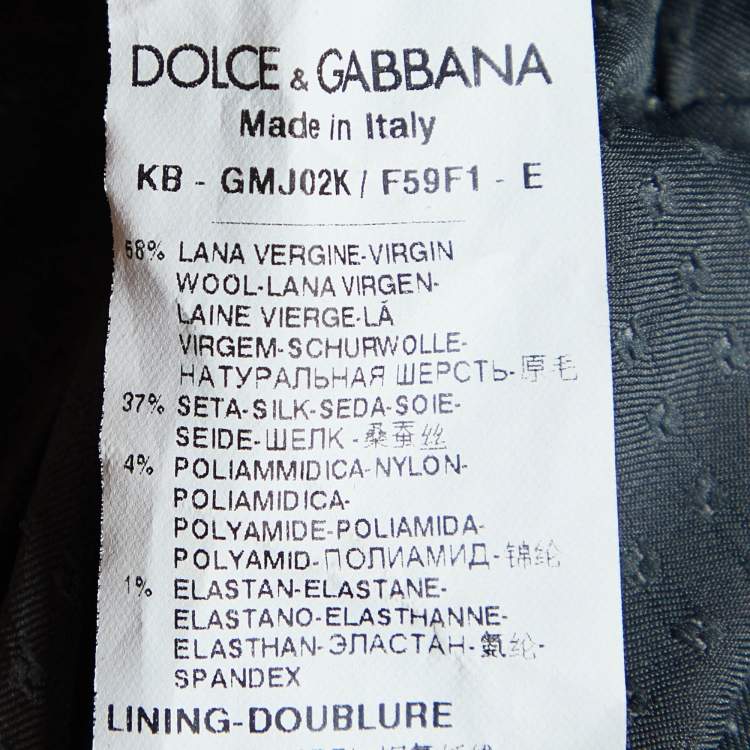 DOLCE & GABBANA
Made in Italy
KB - GMJ02K / F59F1 - E
58% LANA VERGINE-VIRGIN
WOOL-LANA VIRGEN-
LAINE VIERGE-LÁ
VIRGEM-SCHURWOLLE-
НАТУРАЛЬНАЯ ШЕРСТЬ-原毛
37% SETA-SILK-SEDA-SOIE-
SEIDE-ШЕЛК-桑蚕丝
4% POLIAMMIDICA-NYLON-
POLIAMIDICA-
POLYAMIDE-POLIAMIDA-
POLYAMID-ПОЛИАМИД-锦纶
1% ELASTAN-ELASTANE-
ELASTANO-ELASTHANNE-
ELASTHAN-ЭЛАСТАН-氨纶-
SPANDEX
LINING-DOUBLURE